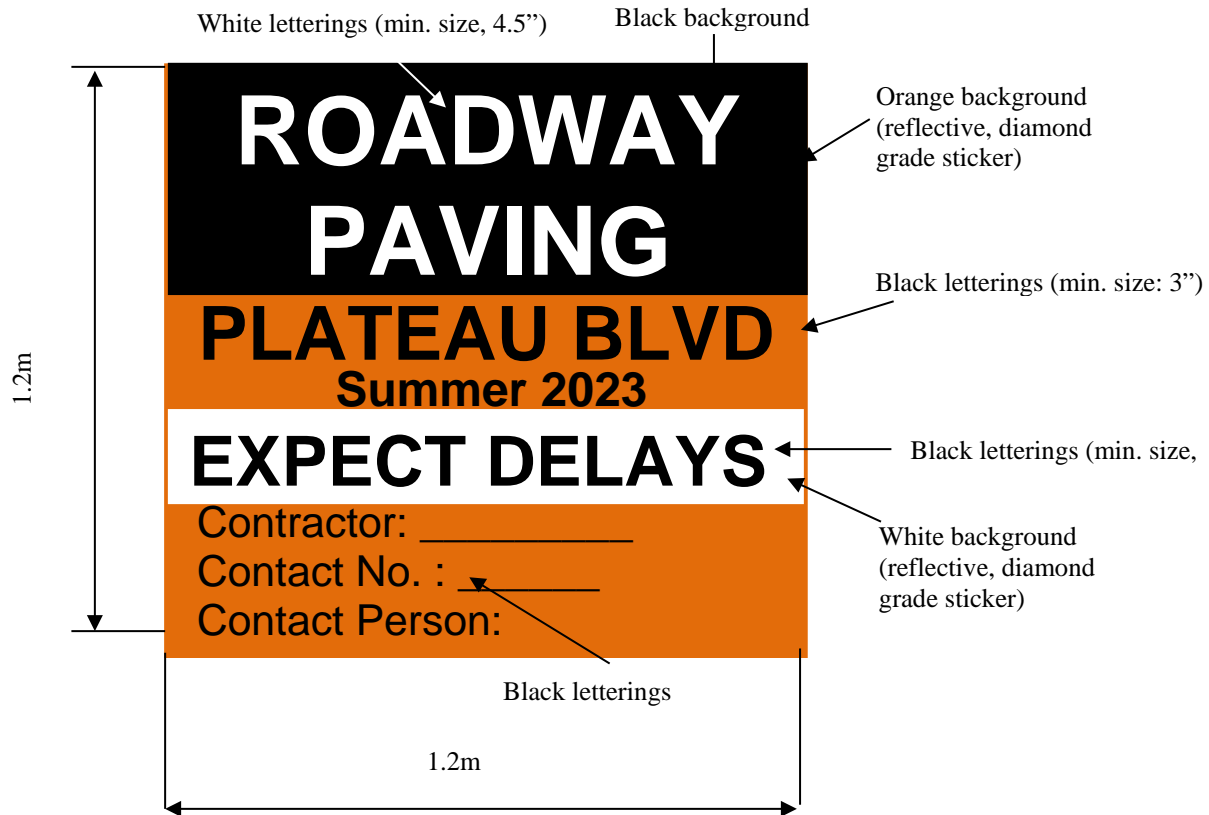 White letterings (min. size, 4.5”)
Black background
ROADWAY
PAVING
Orange background
(reflective, diamond
grade sticker)
PLATEAU BLVD
Black letterings (min. size: 3”)
Summer 2023
1.2m
EXPECT DELAYS
Black letterings (min. size,
Contractor: _________
Contact No. : ______
Contact Person:
White background
(reflective, diamond
grade sticker)
Black letterings
1.2m